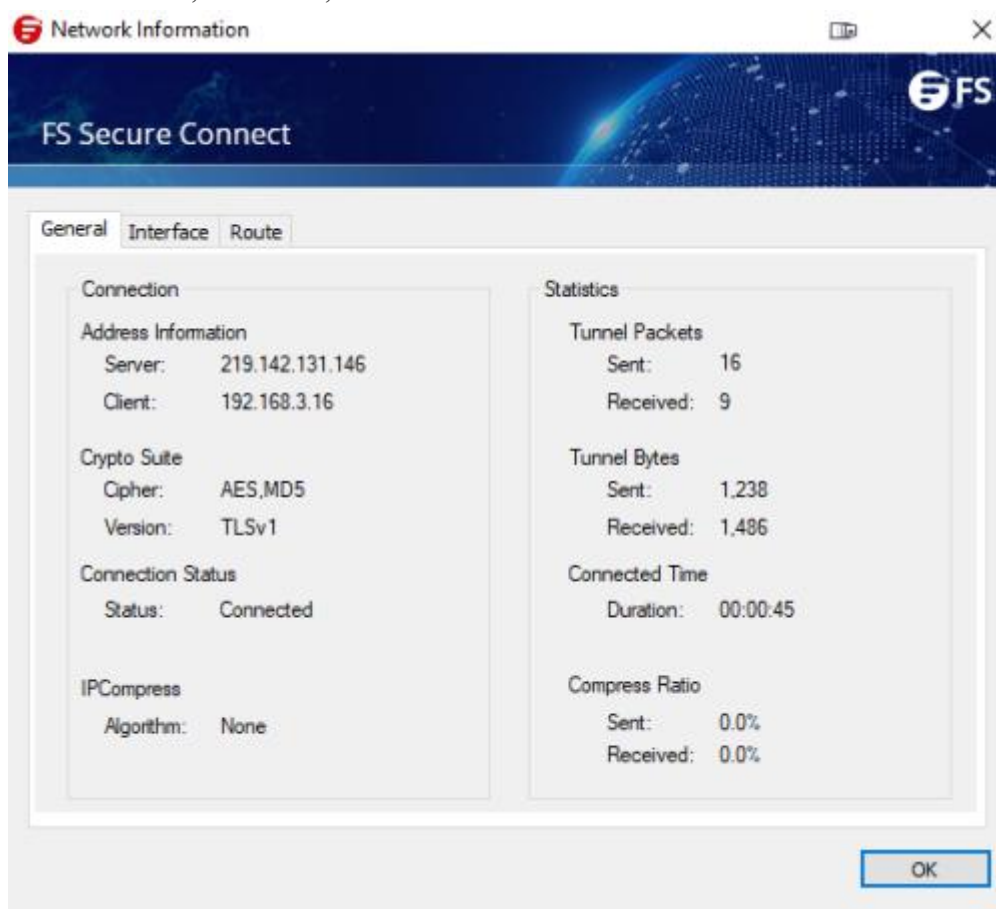 Network Information
FS
FS Secure Connect
General Interface Route
Connection
Address Information
Server: 219.142.131.146
Client: 192.168.3.16
Crypto Suite
Cipher: AES,MD5
Version: TLSv1
Connection Status
Status: Connected
IPCompress
Algorithm: None
Statistics
Tunnel Packets
Sent: 16
Received: 9
Tunnel Bytes
Sent: 1,238
Received: 1,486
Connected Time
Duration: 00:00:45
Compress Ratio
Sent: 0.0%
Received: 0.0%
OK